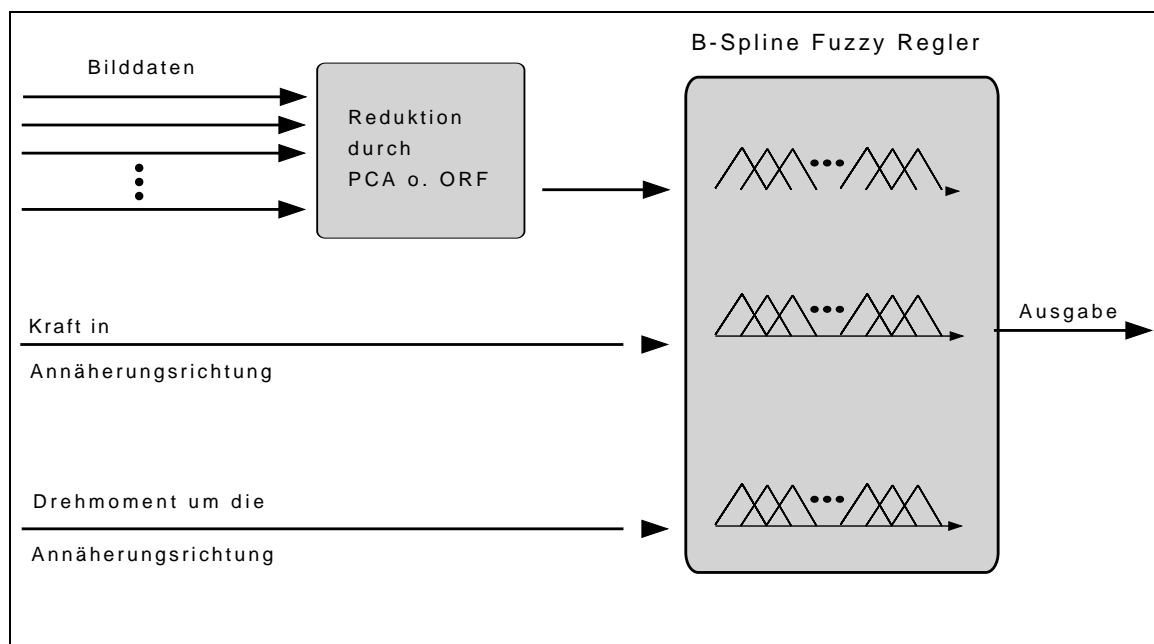 B-Spline Fuzzy Regler
Bilddaten
Reduktion
durch
PCA o. ORF
Kraft in
Annäherungsrichtung
Ausgabe
Drehmoment um die
Annäherungsrichtung